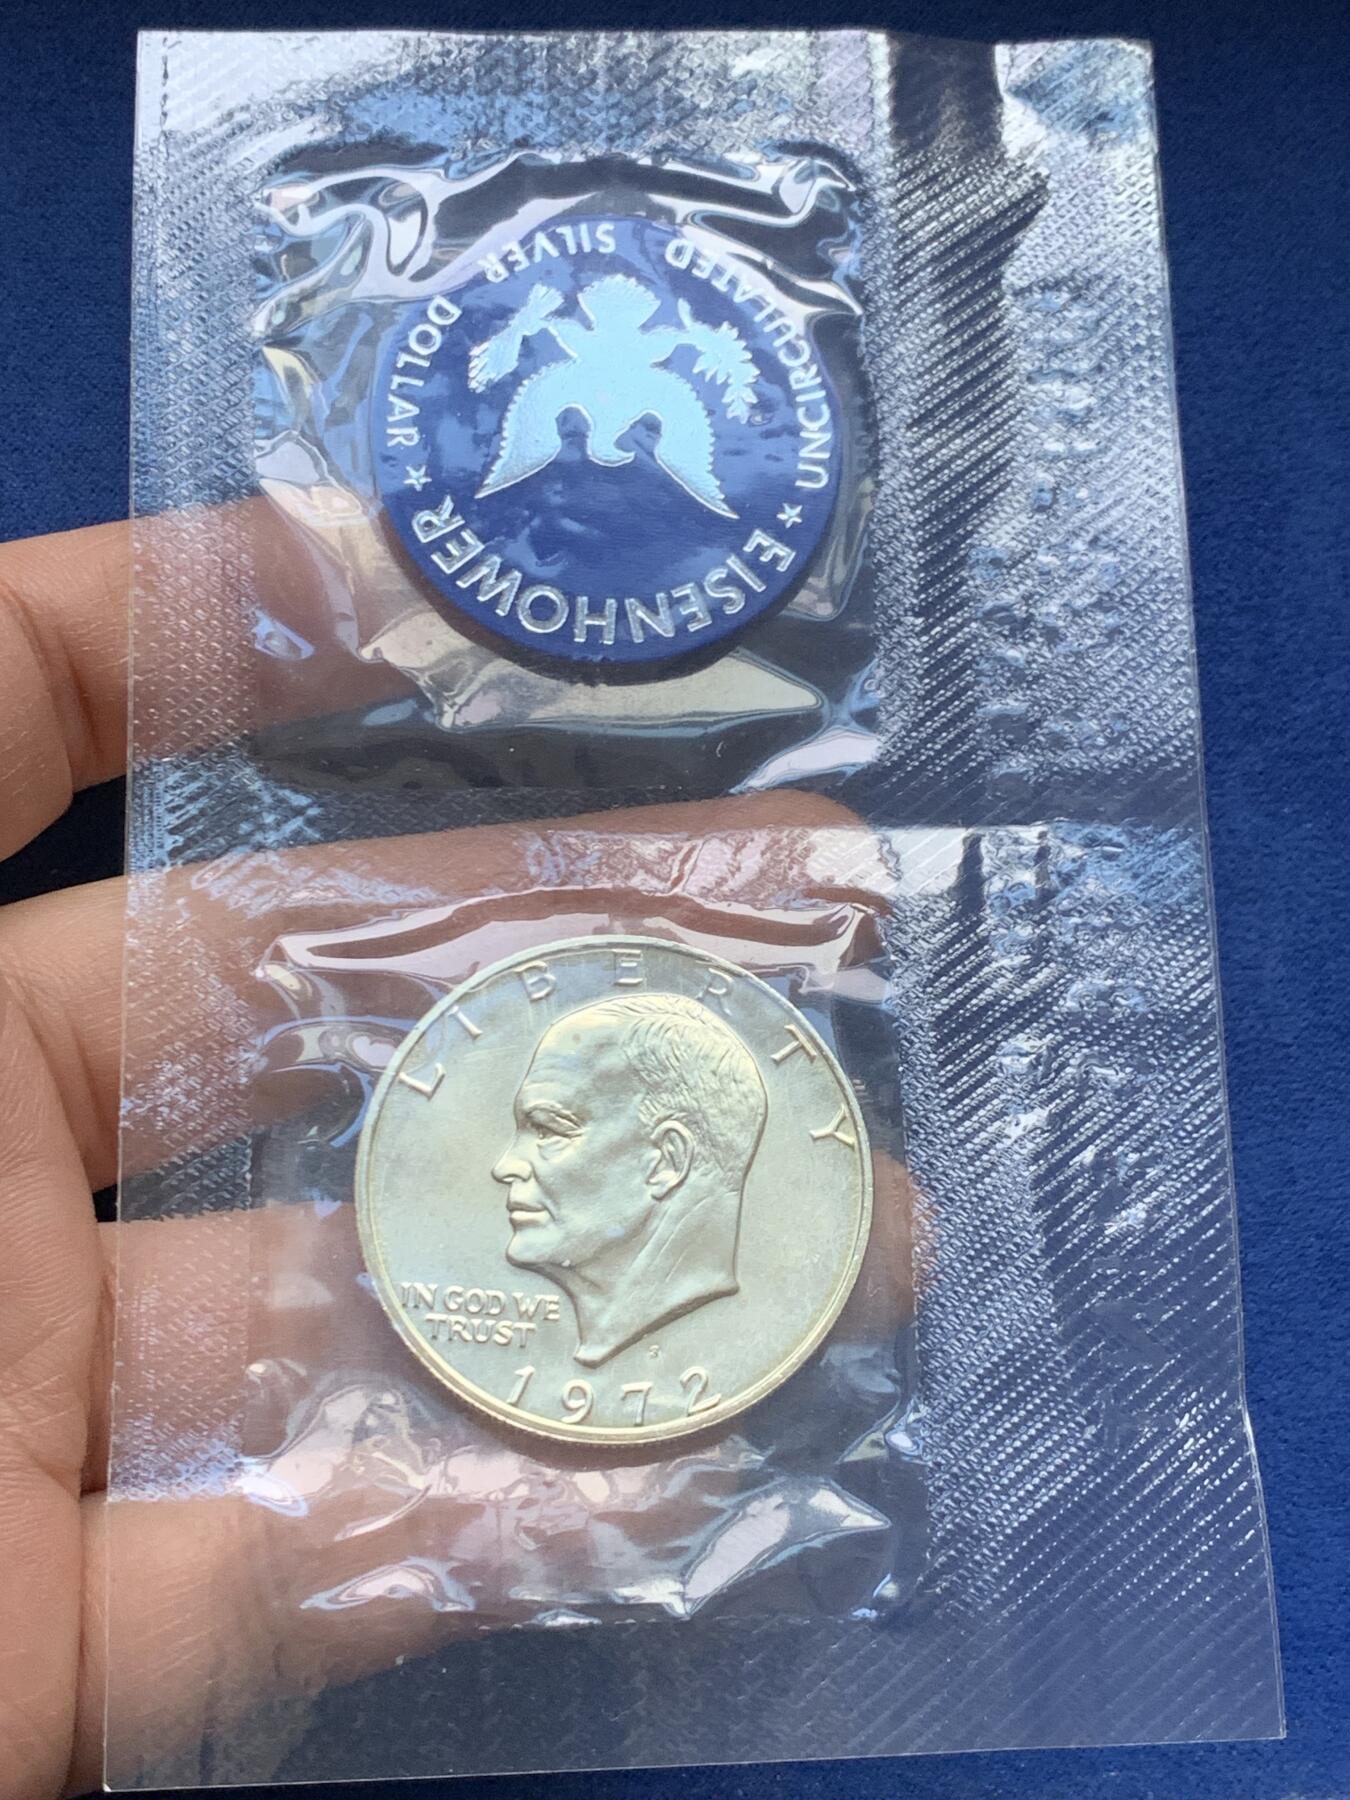 UNCIRCULATED SILVER DOLLAR
★ EISENHOWER ★
LIBERTY
IN GOD WE
TRUST
S
1972